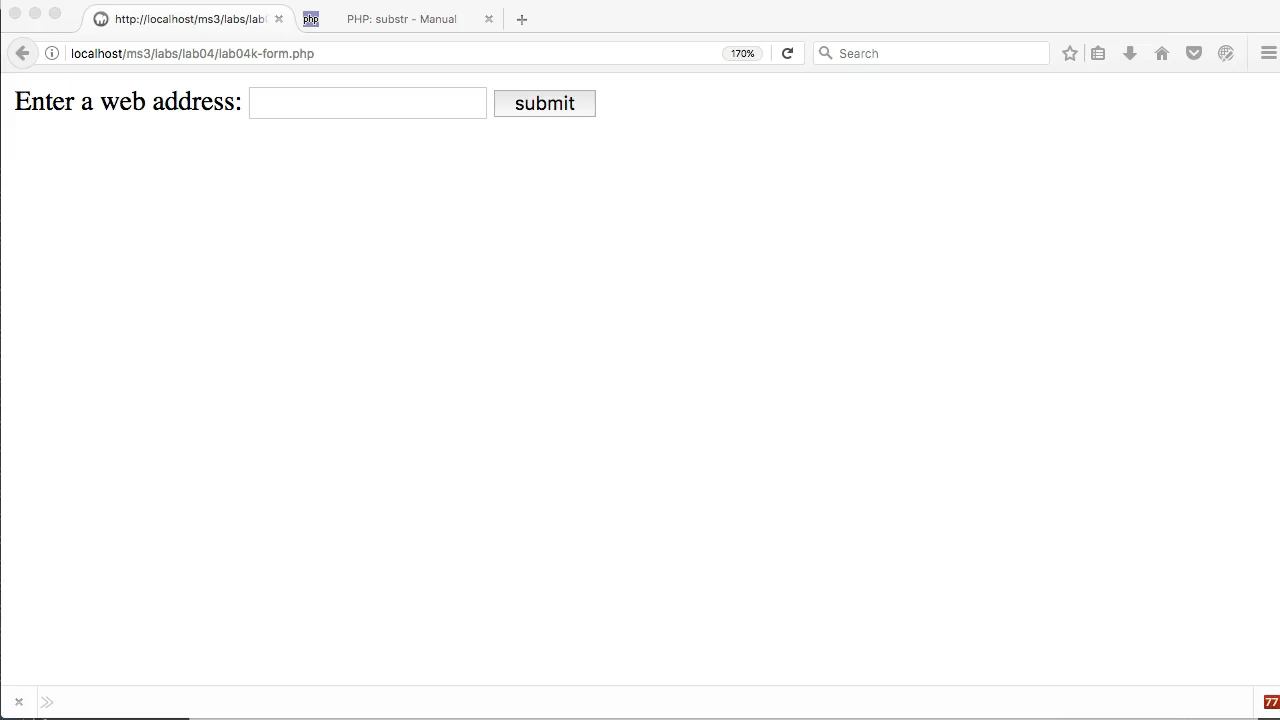 http://localhost/ms3/labs/lab
php PHP: substr - Manual
localhost/ms3/labs/lab04/lab04k-form.php
170%
Search
Enter a web address:
submit
77